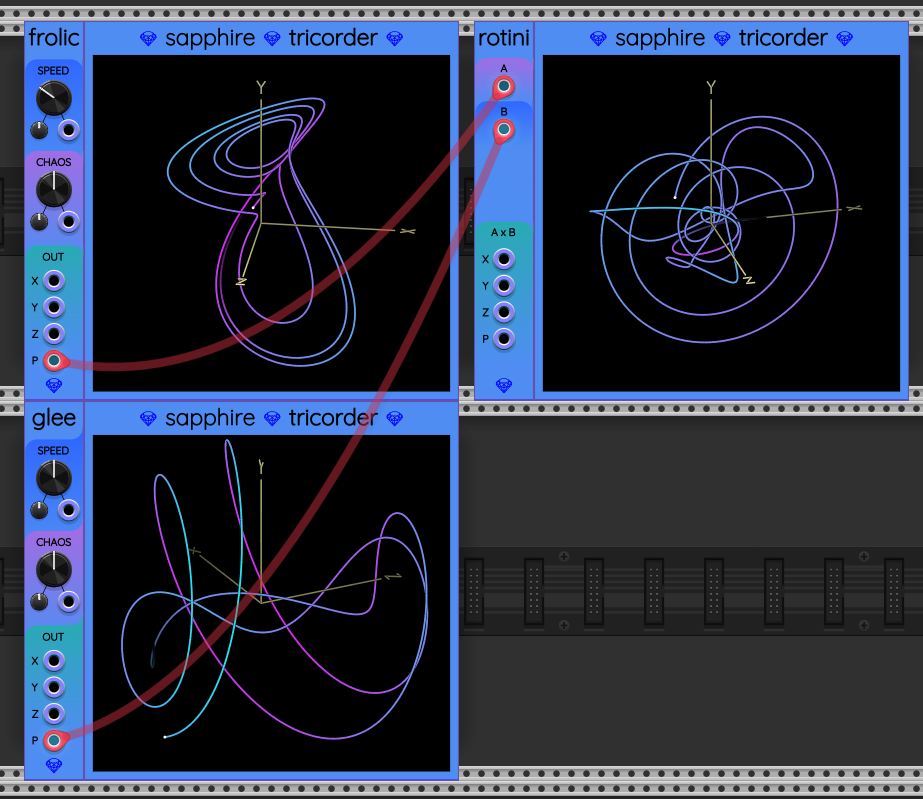 frolic
sapphire tricorder
SPEED
CHAOS
OUT
X
Y
Z
P
Y
X
Z
rotini
sapphire tricorder
A
B
A x B
X
Y
Z
P
Y
X
Z
glee
sapphire tricorder
SPEED
CHAOS
OUT
X
Y
Z
P
Y
X
Z